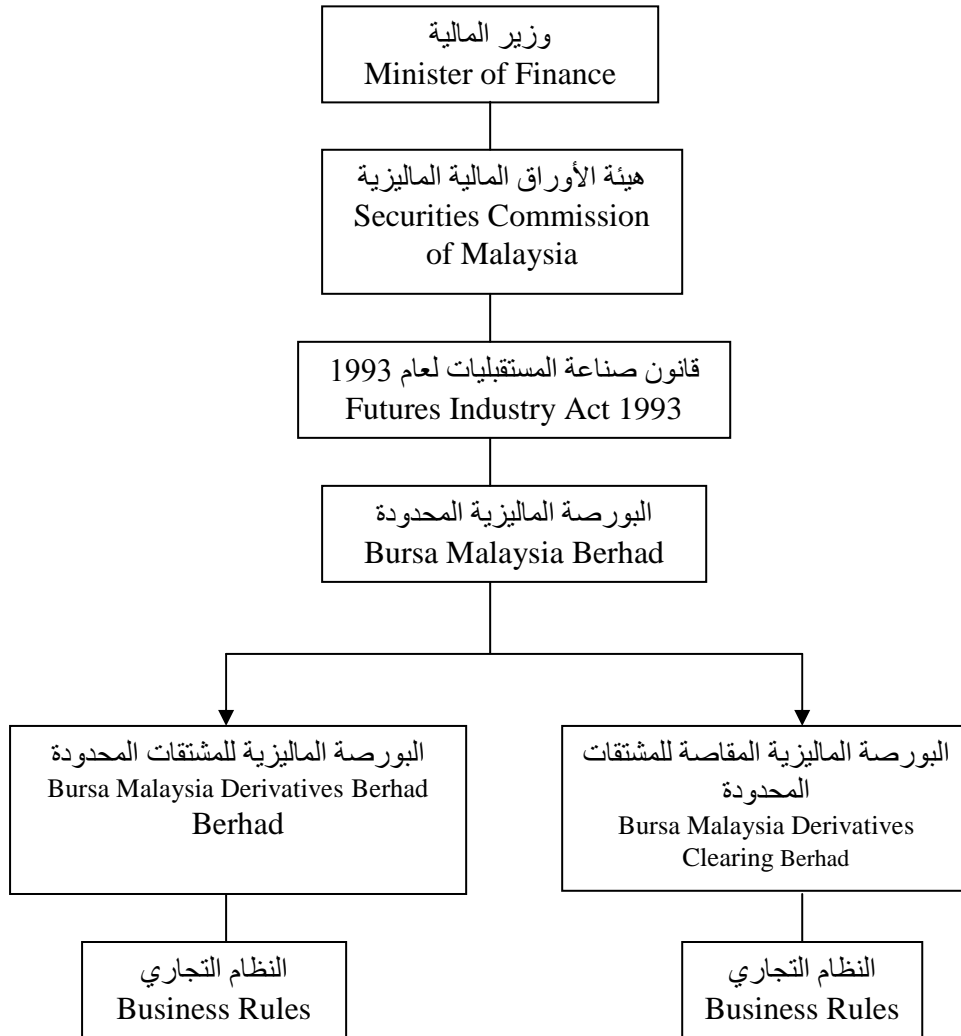 وزير المالية
Minister of Finance
هيئة الأوراق المالية الماليزية
Securities Commission
of Malaysia
قانون صناعة المستقبليات لعام 1993
Futures Industry Act 1993
البورصة الماليزية المحدودة
Bursa Malaysia Berhad
البورصة الماليزية للمشتقات المحدودة
Bursa Malaysia Derivatives Berhad
Berhad
البورصة الماليزية المقاصة للمشتقات
المحدودة
Bursa Malaysia Derivatives
Clearing Berhad
النظام التجاري
Business Rules
النظام التجاري
Business Rules